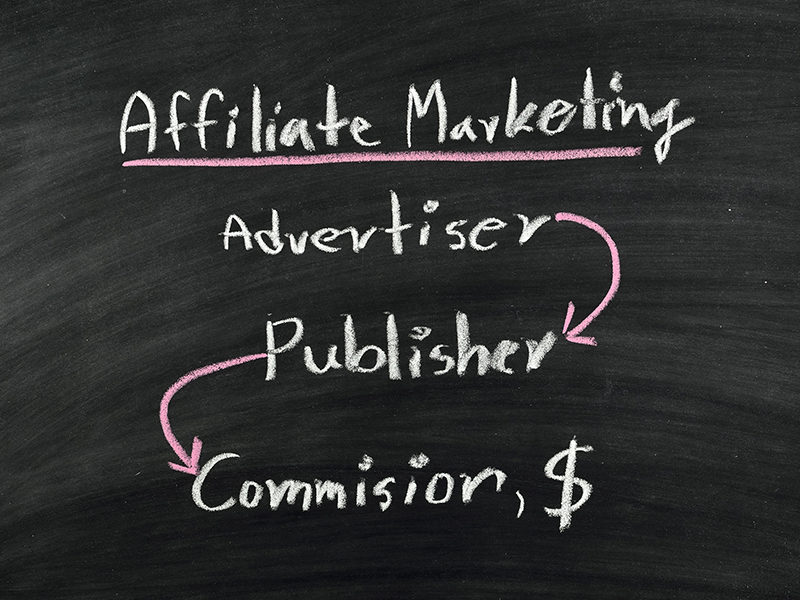 Affiliate Marketing
Advertiser
Publisher
Commision, $